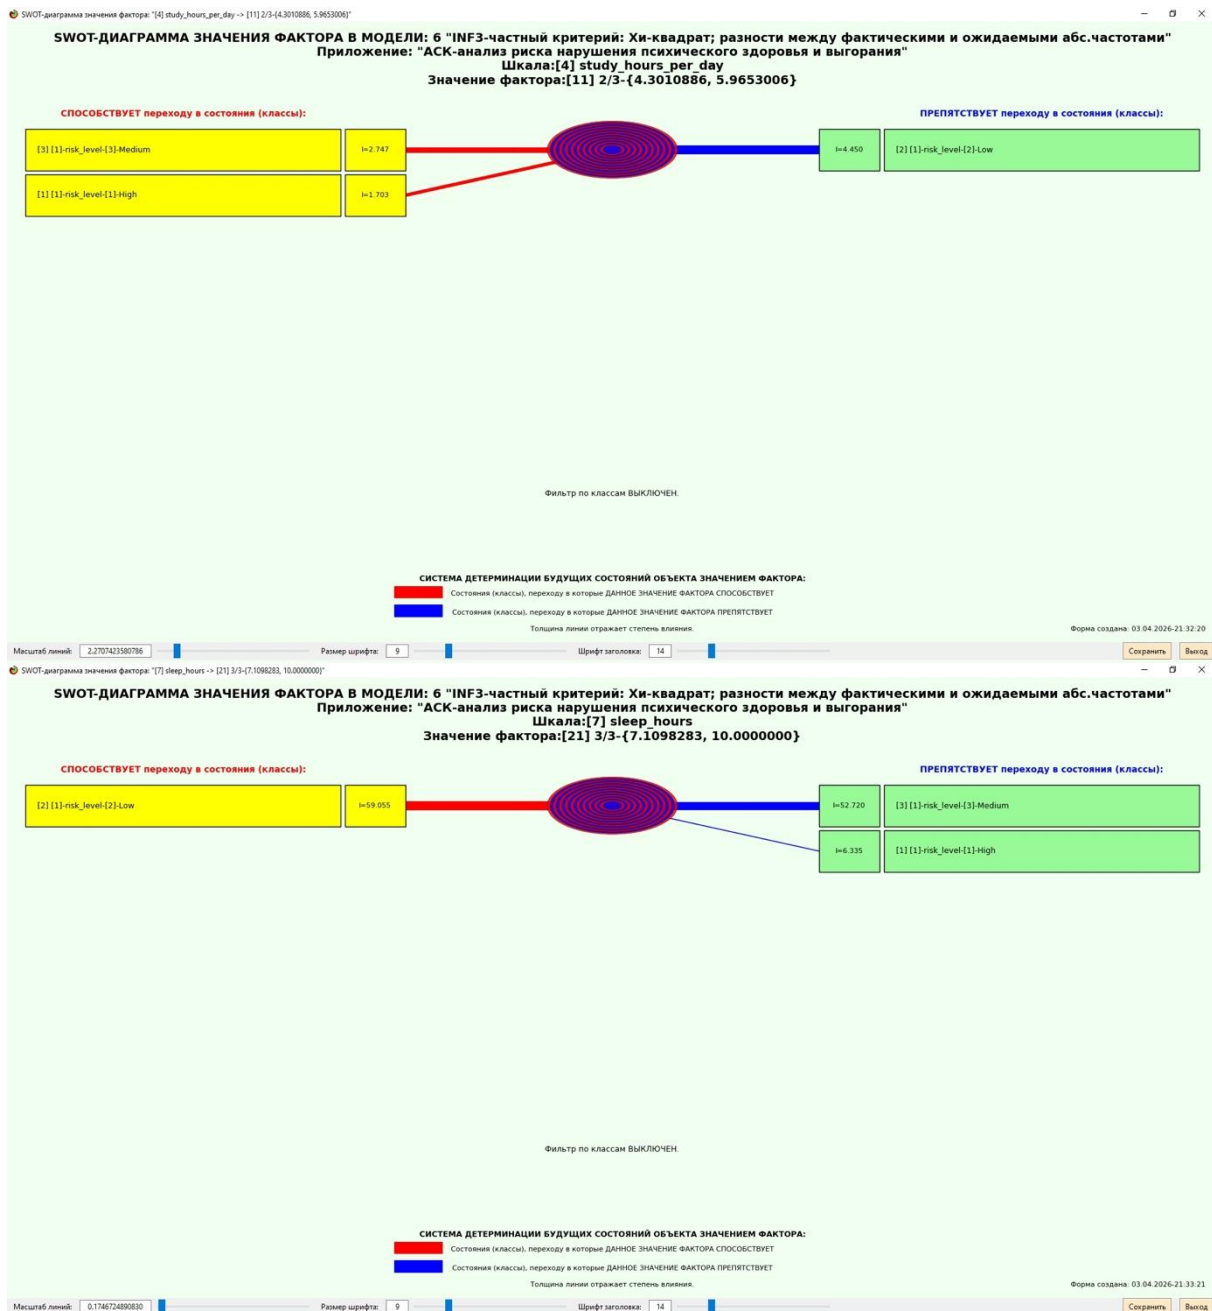 SWOT-диаграмма значения фактора: "[4] study_hours_per_day -> [11] 2/3-{4.3010886, 5.9653006}"
SWOT-ДИАГРАММА ЗНАЧЕНИЯ ФАКТОРА В МОДЕЛИ: 6 "INF3-частный критерий: Хи-квадрат; разности между фактическими и ожидаемыми абс.частотами"
Приложение: "АСК-анализ риска нарушения психического здоровья и выгорания"
Шкала:[4] study_hours_per_day
Значение фактора:[11] 2/3-{4.3010886, 5.9653006}
СПОСОБСТВУЕТ переходу в состояния (классы): ПРЕПЯТСТВУЕТ переходу в состояния (классы):
[3] [1]-risk_level-[3]-Medium I=2.747 I=4.450 [2] [1]-risk_level-[2]-Low
[1] [1]-risk_level-[1]-High I=1.703
Фильтр по классам ВЫКЛЮЧЕН.
СИСТЕМА ДЕТЕРМИНАЦИИ БУДУЩИХ СОСТОЯНИЙ ОБЪЕКТА ЗНАЧЕНИЕМ ФАКТОРА:
Состояния (классы), переходу в которые ДАННОЕ ЗНАЧЕНИЕ ФАКТОРА СПОСОБСТВУЕТ
Состояния (классы), переходу в которые ДАННОЕ ЗНАЧЕНИЕ ФАКТОРА ПРЕПЯТСТВУЕТ
Толщина линии отражает степень влияния. Форма создана: 03.04.2026-21:32:20
Масштаб линий: 2.2707423580786 Размер шрифта: 9 Шрифт заголовка: 14 Сохранить Выход
SWOT-диаграмма значения фактора: "[7] sleep_hours -> [21] 3/3-{7.1098283, 10.0000000}"
SWOT-ДИАГРАММА ЗНАЧЕНИЯ ФАКТОРА В МОДЕЛИ: 6 "INF3-частный критерий: Хи-квадрат; разности между фактическими и ожидаемыми абс.частотами"
Приложение: "АСК-анализ риска нарушения психического здоровья и выгорания"
Шкала:[7] sleep_hours
Значение фактора:[21] 3/3-{7.1098283, 10.0000000}
СПОСОБСТВУЕТ переходу в состояния (классы): ПРЕПЯТСТВУЕТ переходу в состояния (классы):
[2] [1]-risk_level-[2]-Low I=59.055 I=52.720 [3] [1]-risk_level-[3]-Medium
I=6.335 [1] [1]-risk_level-[1]-High
Фильтр по классам ВЫКЛЮЧЕН.
СИСТЕМА ДЕТЕРМИНАЦИИ БУДУЩИХ СОСТОЯНИЙ ОБЪЕКТА ЗНАЧЕНИЕМ ФАКТОРА:
Состояния (классы), переходу в которые ДАННОЕ ЗНАЧЕНИЕ ФАКТОРА СПОСОБСТВУЕТ
Состояния (классы), переходу в которые ДАННОЕ ЗНАЧЕНИЕ ФАКТОРА ПРЕПЯТСТВУЕТ
Толщина линии отражает степень влияния. Форма создана: 03.04.2026-21:33:21
Масштаб линий: 0.1746724890830 Размер шрифта: 9 Шрифт заголовка: 14 Сохранить Выход